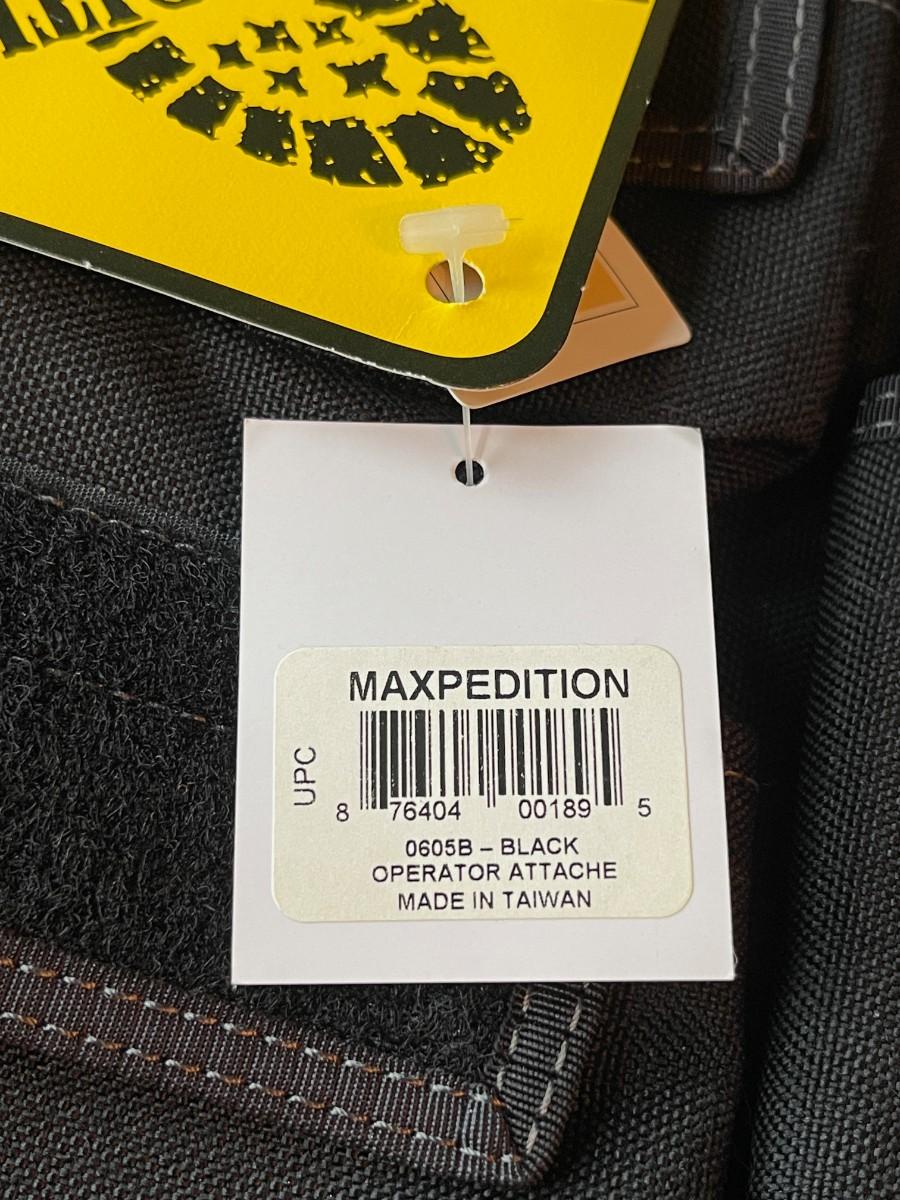 MAXPEDITION
UPC
8 76404 00189 5
0605B – BLACK
OPERATOR ATTACHE
MADE IN TAIWAN